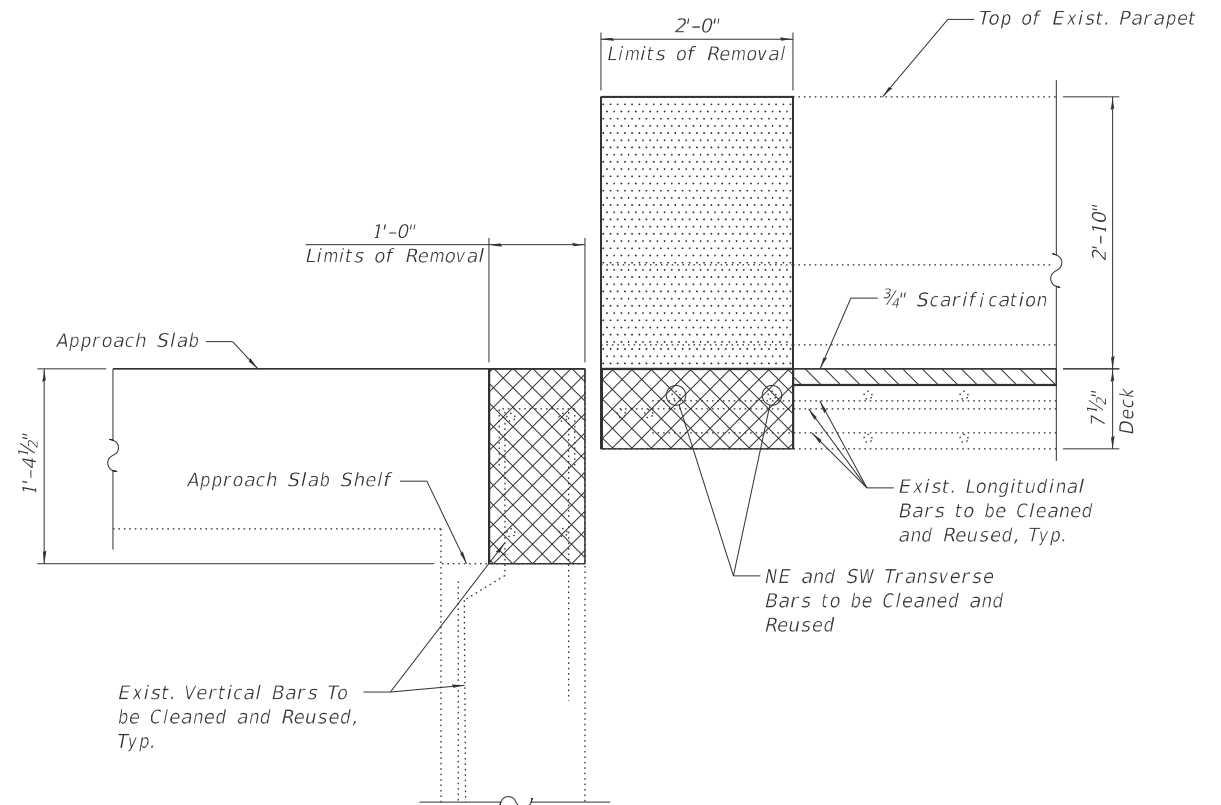 Top of Exist. Parapet
2'-0"
Limits of Removal
1'-0"
Limits of Removal
2'-10"
3/4" Scarification
Approach Slab
7 1/2"
Deck
1'-4 1/2"
Approach Slab Shelf
Exist. Longitudinal
Bars to be Cleaned
and Reused, Typ.
NE and SW Transverse
Bars to be Cleaned and
Reused
Exist. Vertical Bars To
be Cleaned and Reused,
Typ.